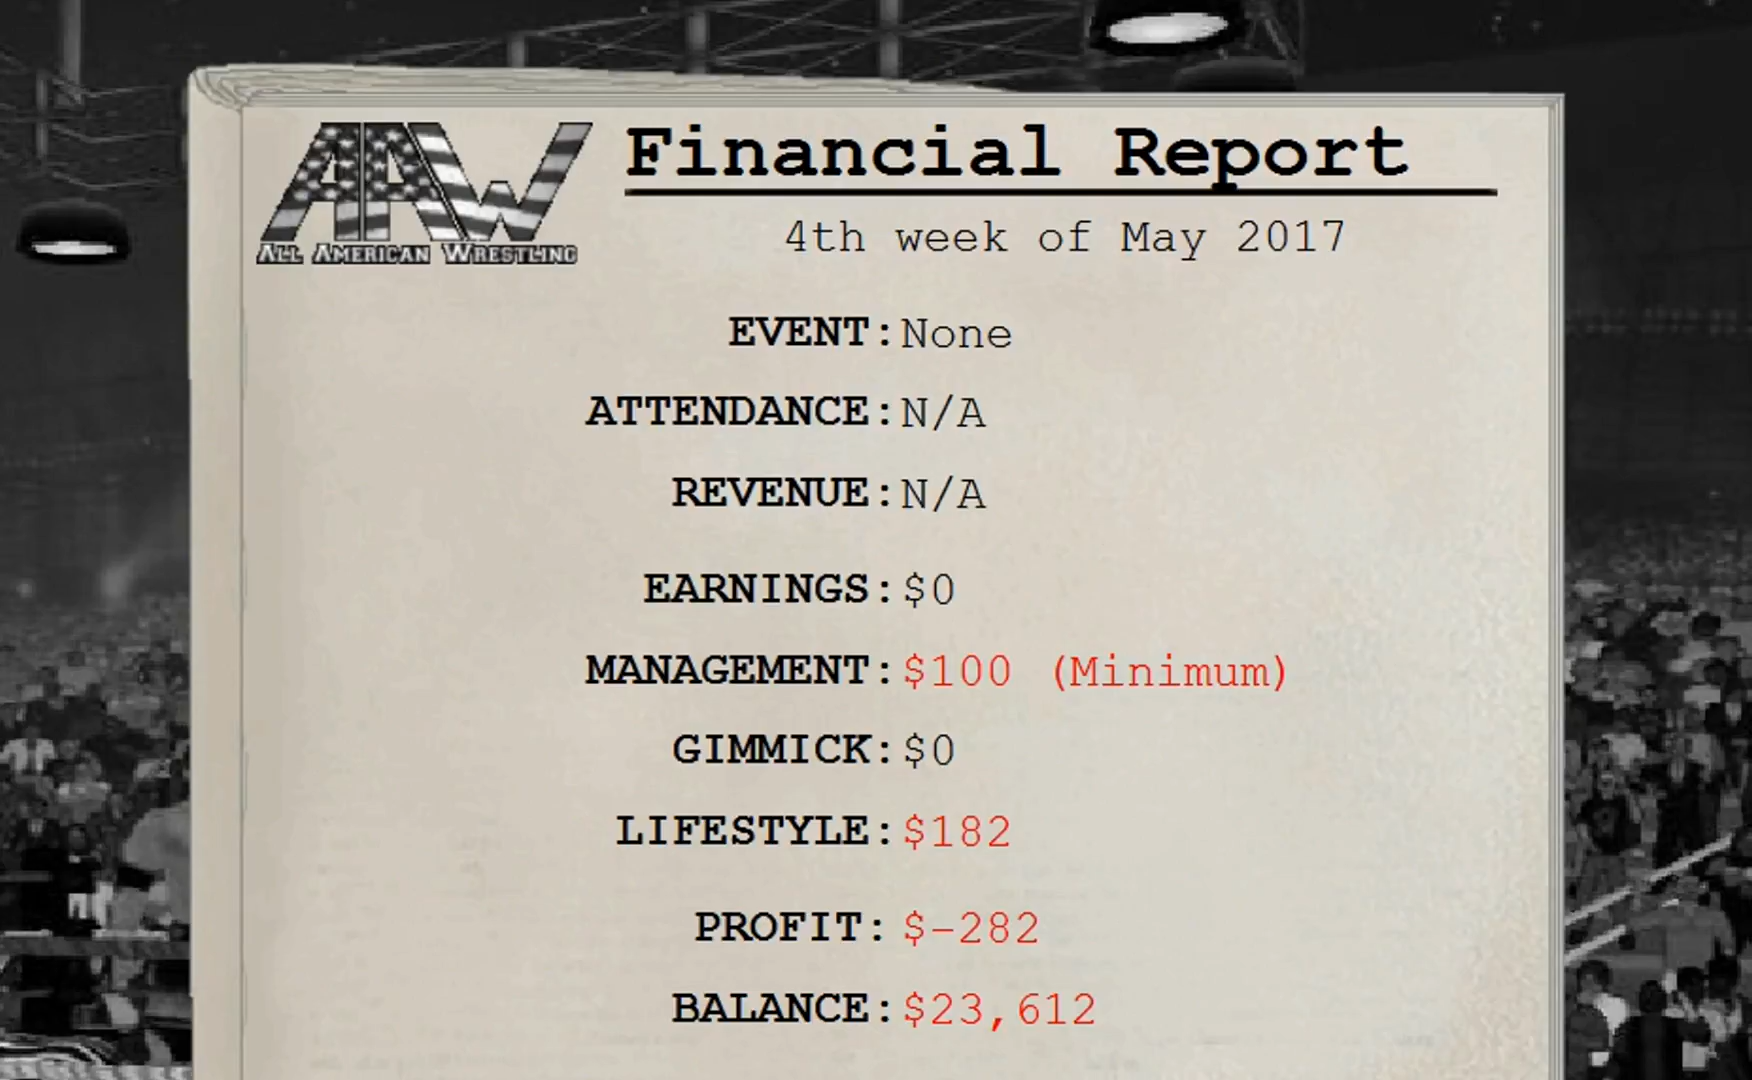 AAW
ALL AMERICAN WRESTLING
Financial Report
4th week of May 2017
EVENT: None
ATTENDANCE: N/A
REVENUE: N/A
EARNINGS: $0
MANAGEMENT: $100 (Minimum)
GIMMICK: $0
LIFESTYLE: $182
PROFIT: $-282
BALANCE: $23,612